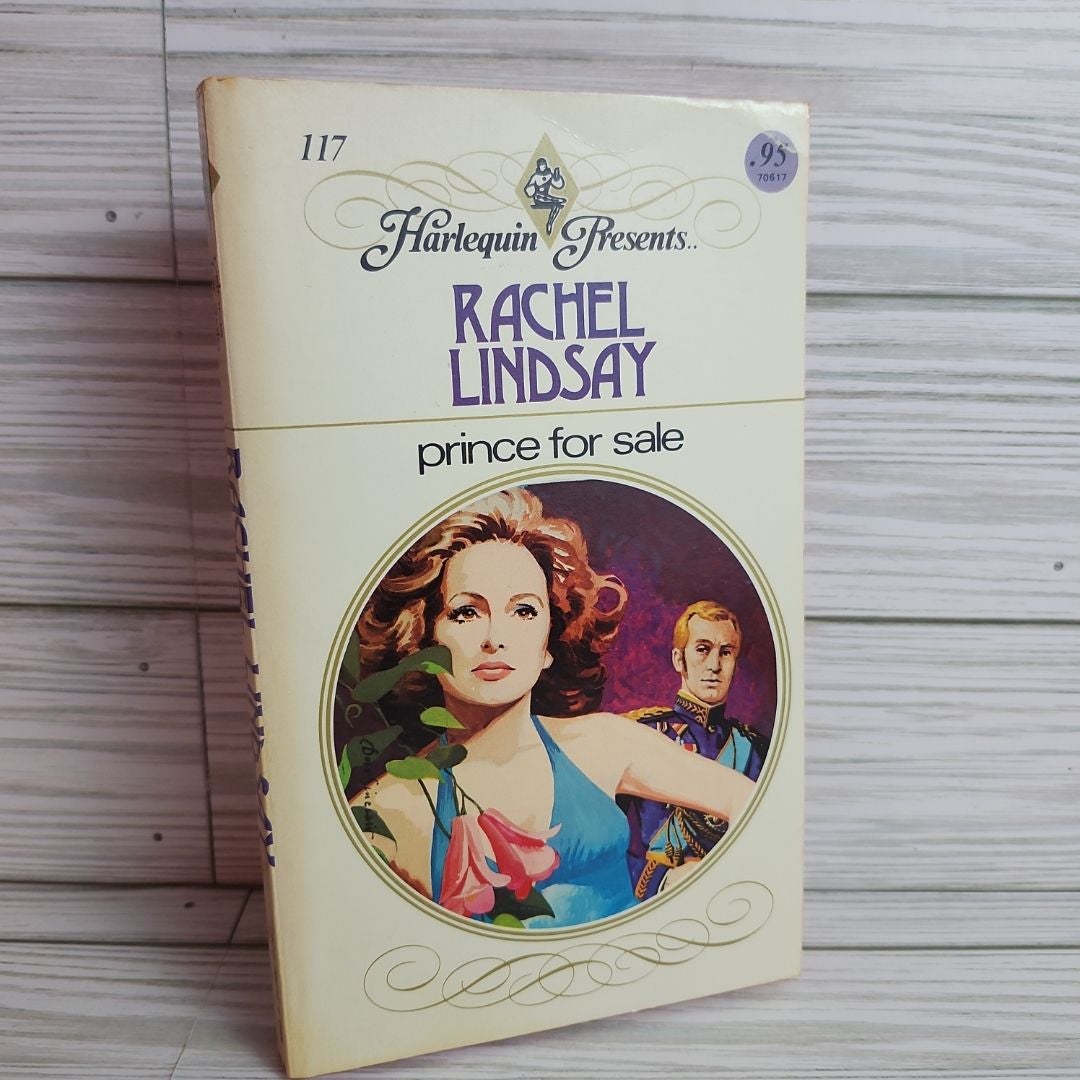 117
.95
70617
Harlequin Presents..
RACHEL
LINDSAY
prince for sale
RACHEL LINDSAY